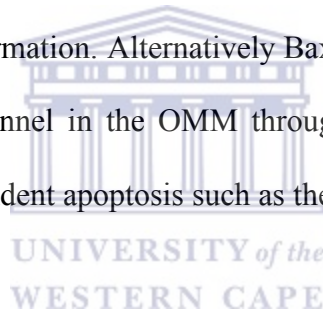 rmation. Alternatively Bax
nnel in the OMM throug
dent apoptosis such as the
UNIVERSITY of the
WESTERN CAPE